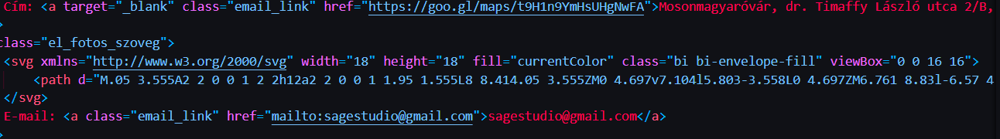 Cím: <a target="_blank" class="email_link" href="https://goo.gl/maps/t9H1n9YmHsUHgNwFA">Mosonmagyaróvár, dr. Timaffy László utca 2/B,
>
class="el_fotos_szoveg">
<svg xmlns="http://www.w3.org/2000/svg" width="18" height="18" fill="currentColor" class="bi bi-envelope-fill" viewBox="0 0 16 16">
<path d="M.05 3.555A2 2 0 0 1 2 2h12a2 2 0 0 1 1.95 1.555L8 8.414.05 3.555ZM0 4.697v7.104l5.803-3.558L0 4.697ZM6.761 8.83l-6.57 4
</svg>
E-mail: <a class="email_link" href="mailto:sagestudio@gmail.com">sagestudio@gmail.com</a>
>